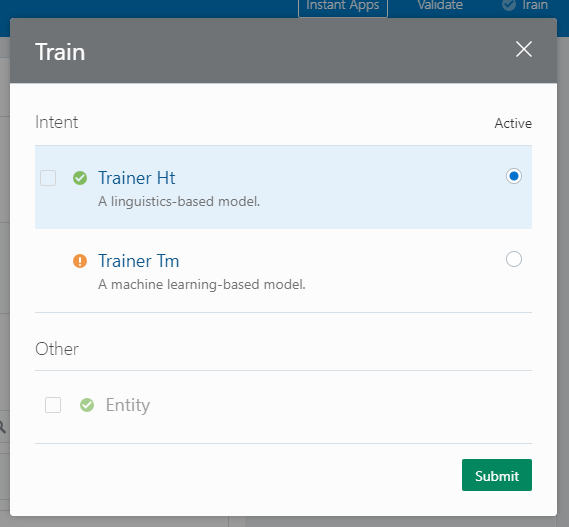 Instant Apps Validate Train
Train
Intent
Active
Trainer Ht
A linguistics-based model.
Trainer Tm
A machine learning-based model.
Other
Entity
Submit